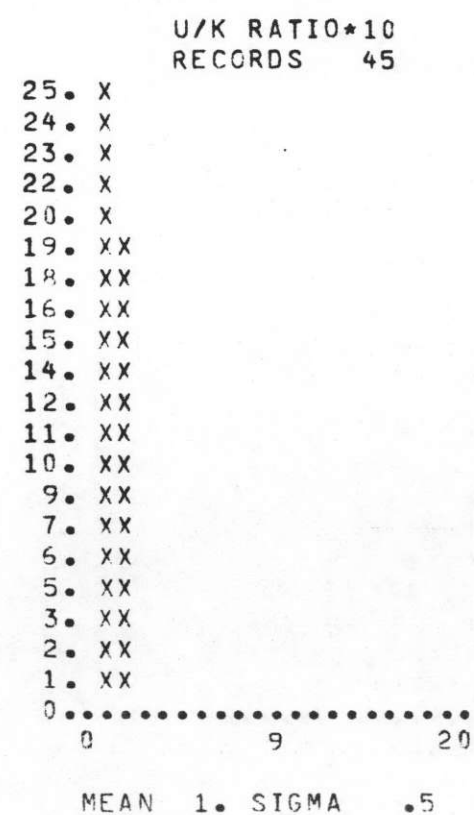 U/K RATIO*10
RECORDS 45
25. X
24. X
23. X
22. X
20. X
19. XX
18. XX
16. XX
15. XX
14. XX
12. XX
11. XX
10. XX
9. XX
7. XX
6. XX
5. XX
3. XX
2. XX
1. XX
0......................
0 9 20
MEAN 1. SIGMA .5